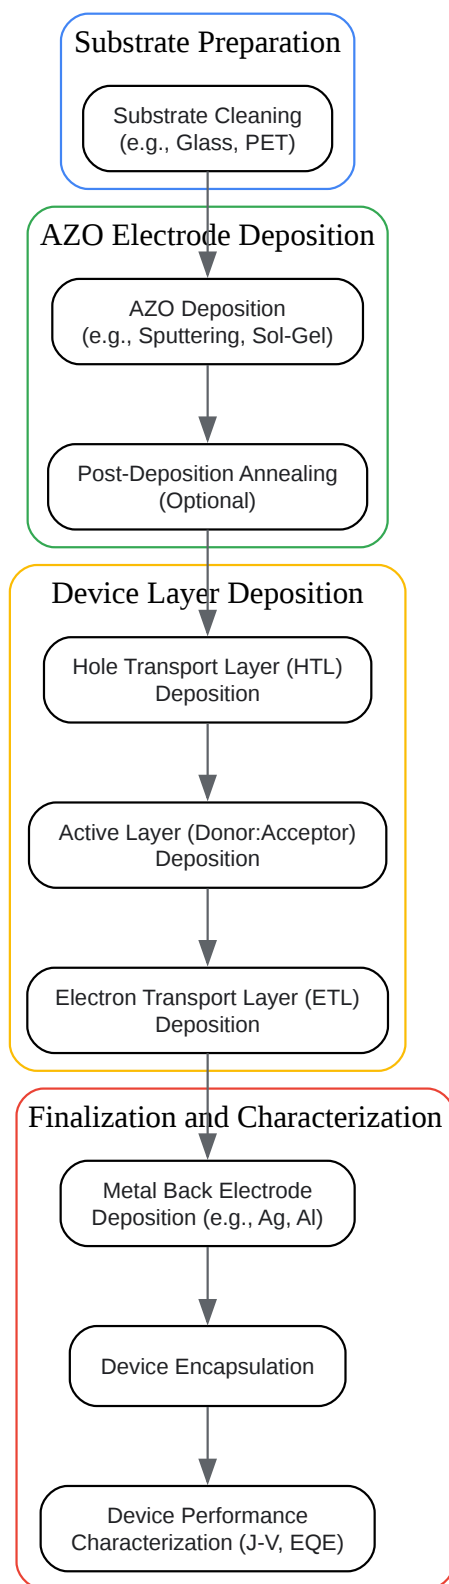 Substrate Preparation
Substrate Cleaning
(e.g., Glass, PET)
AZO Electrode Deposition
AZO Deposition
(e.g., Sputtering, Sol-Gel)
Post-Deposition Annealing
(Optional)
Device Layer Deposition
Hole Transport Layer (HTL)
Deposition
Active Layer (Donor:Acceptor)
Deposition
Electron Transport Layer (ETL)
Deposition
Finalization and Characterization
Metal Back Electrode
Deposition (e.g., Ag, Al)
Device Encapsulation
Device Performance
Characterization (J-V, EQE)